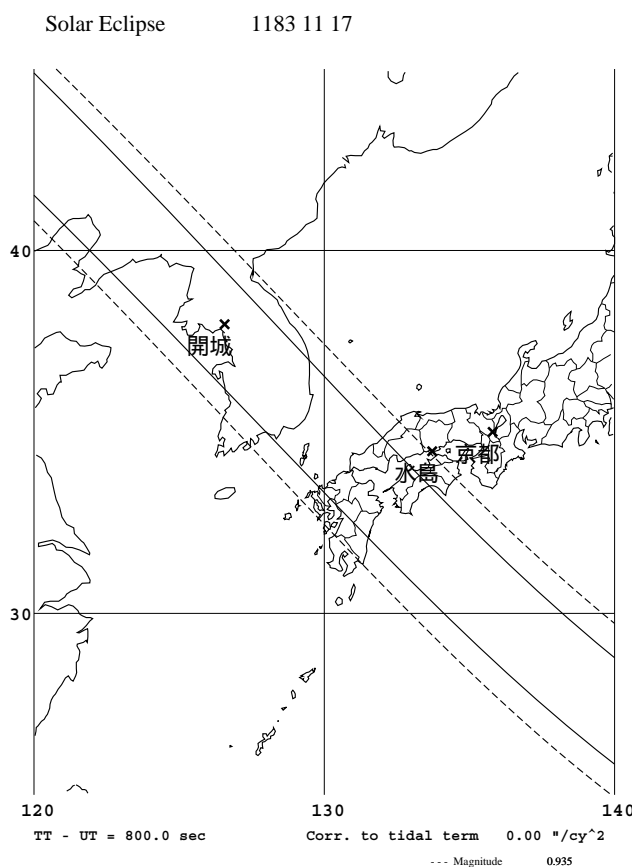 Solar Eclipse 1183 11 17
40
開城
京都
水島
30
120 130 140
TT - UT = 800.0 sec Corr. to tidal term 0.00 "/cy^2
--- Magnitude 0.935